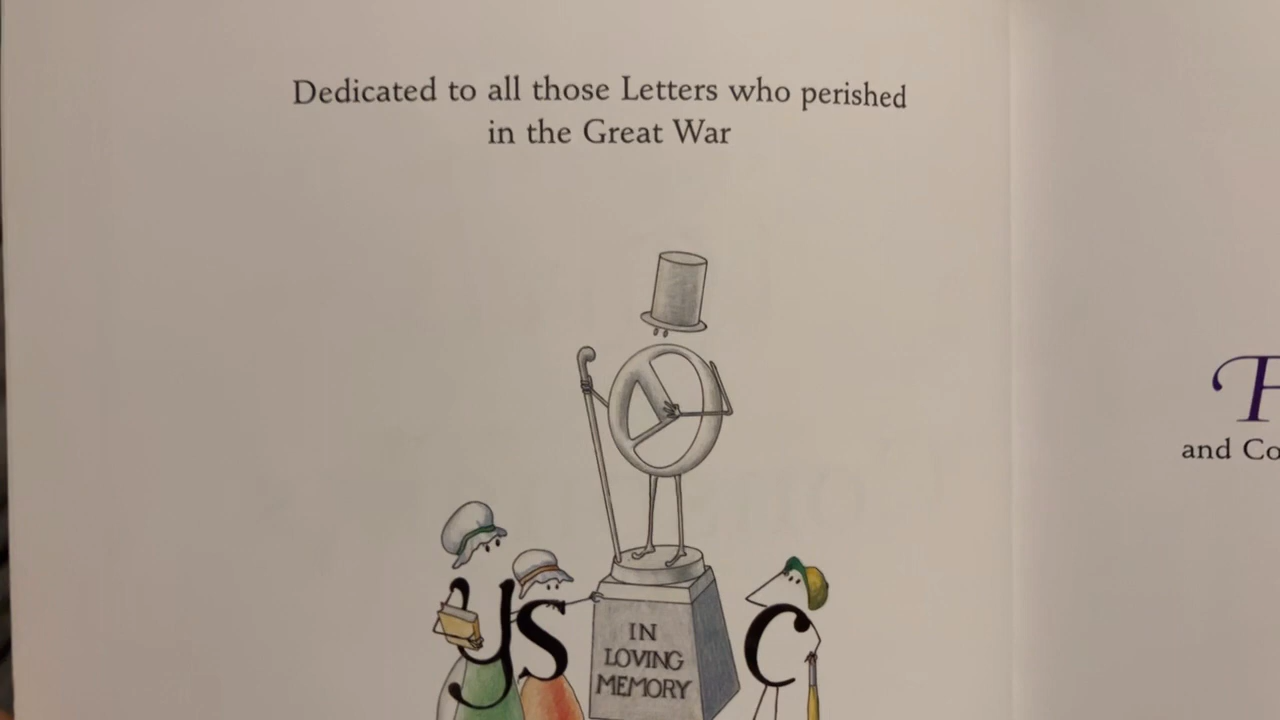 Dedicated to all those Letters who perished
in the Great War
and Co
IN
LOVING
MEMORY